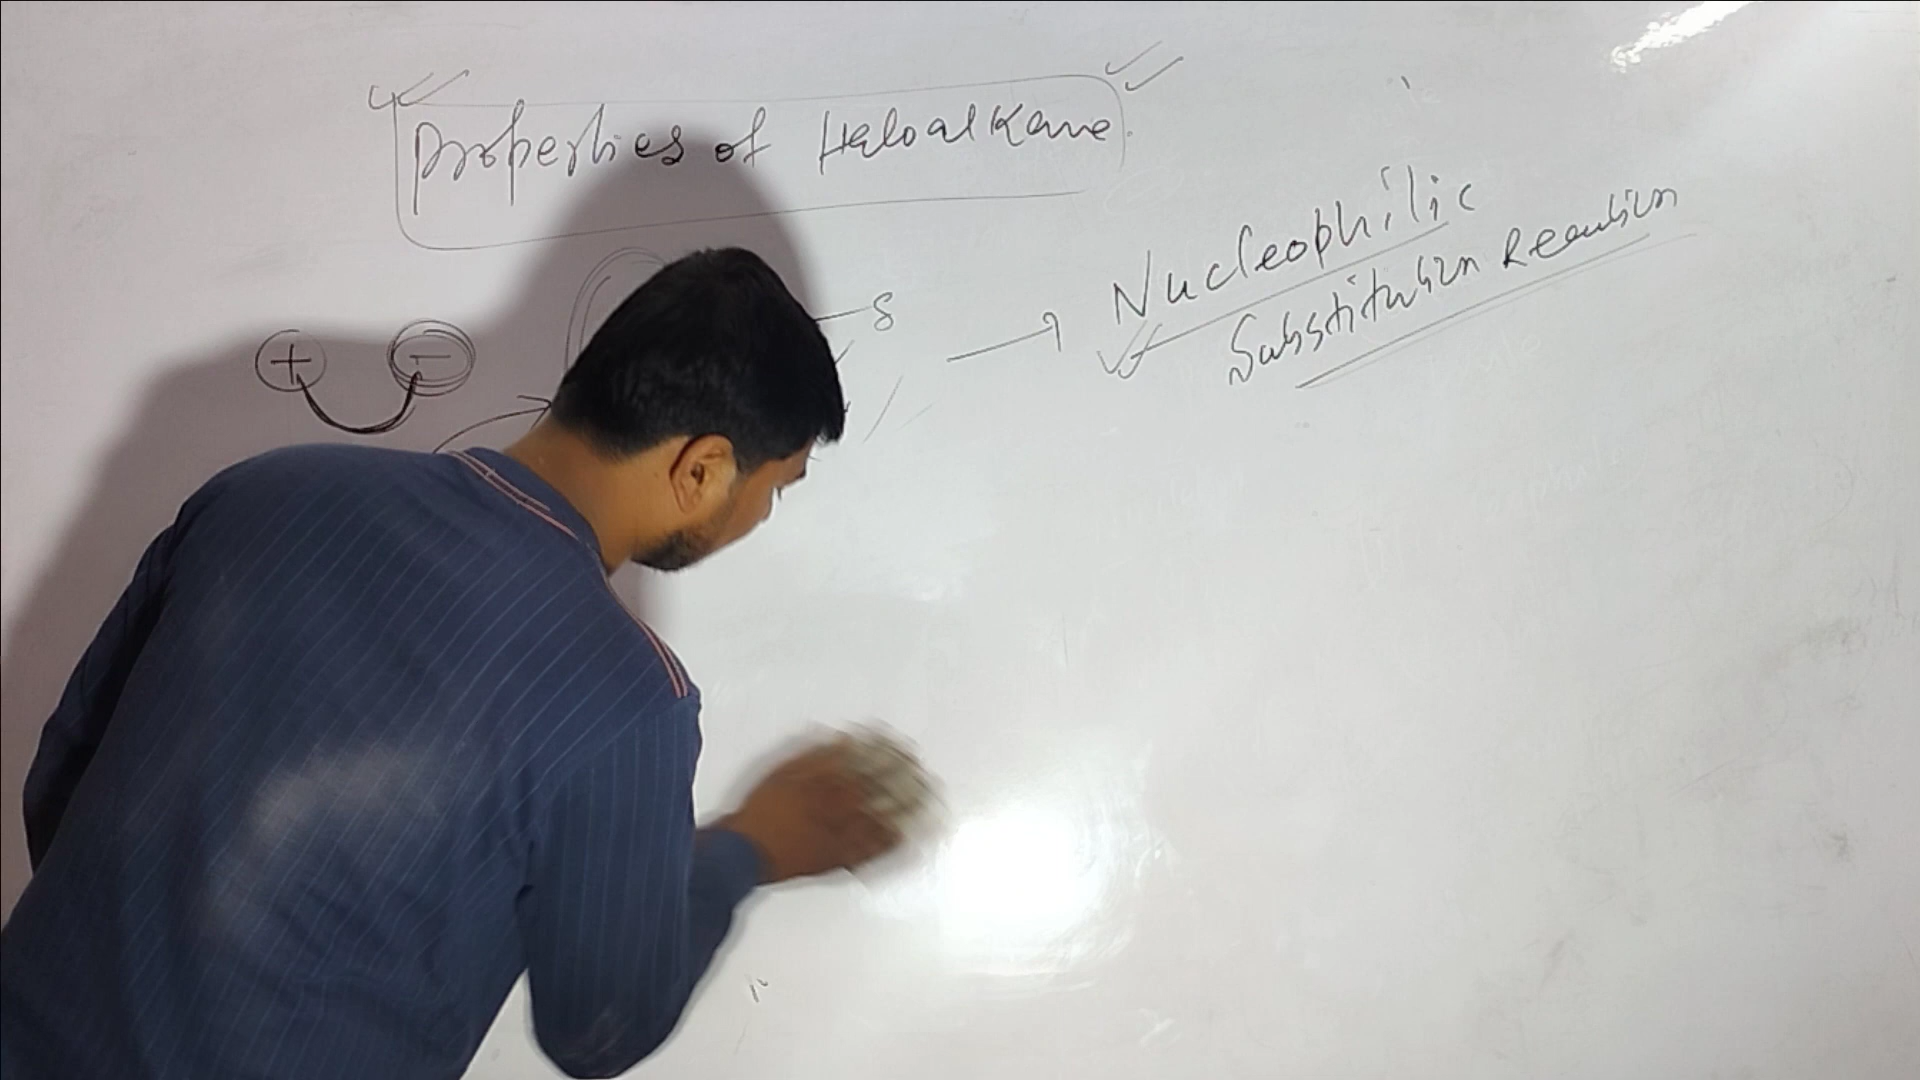 Properties of Haloalkane.
+ -
s
→ Nucleophilic
Substitution Reaction